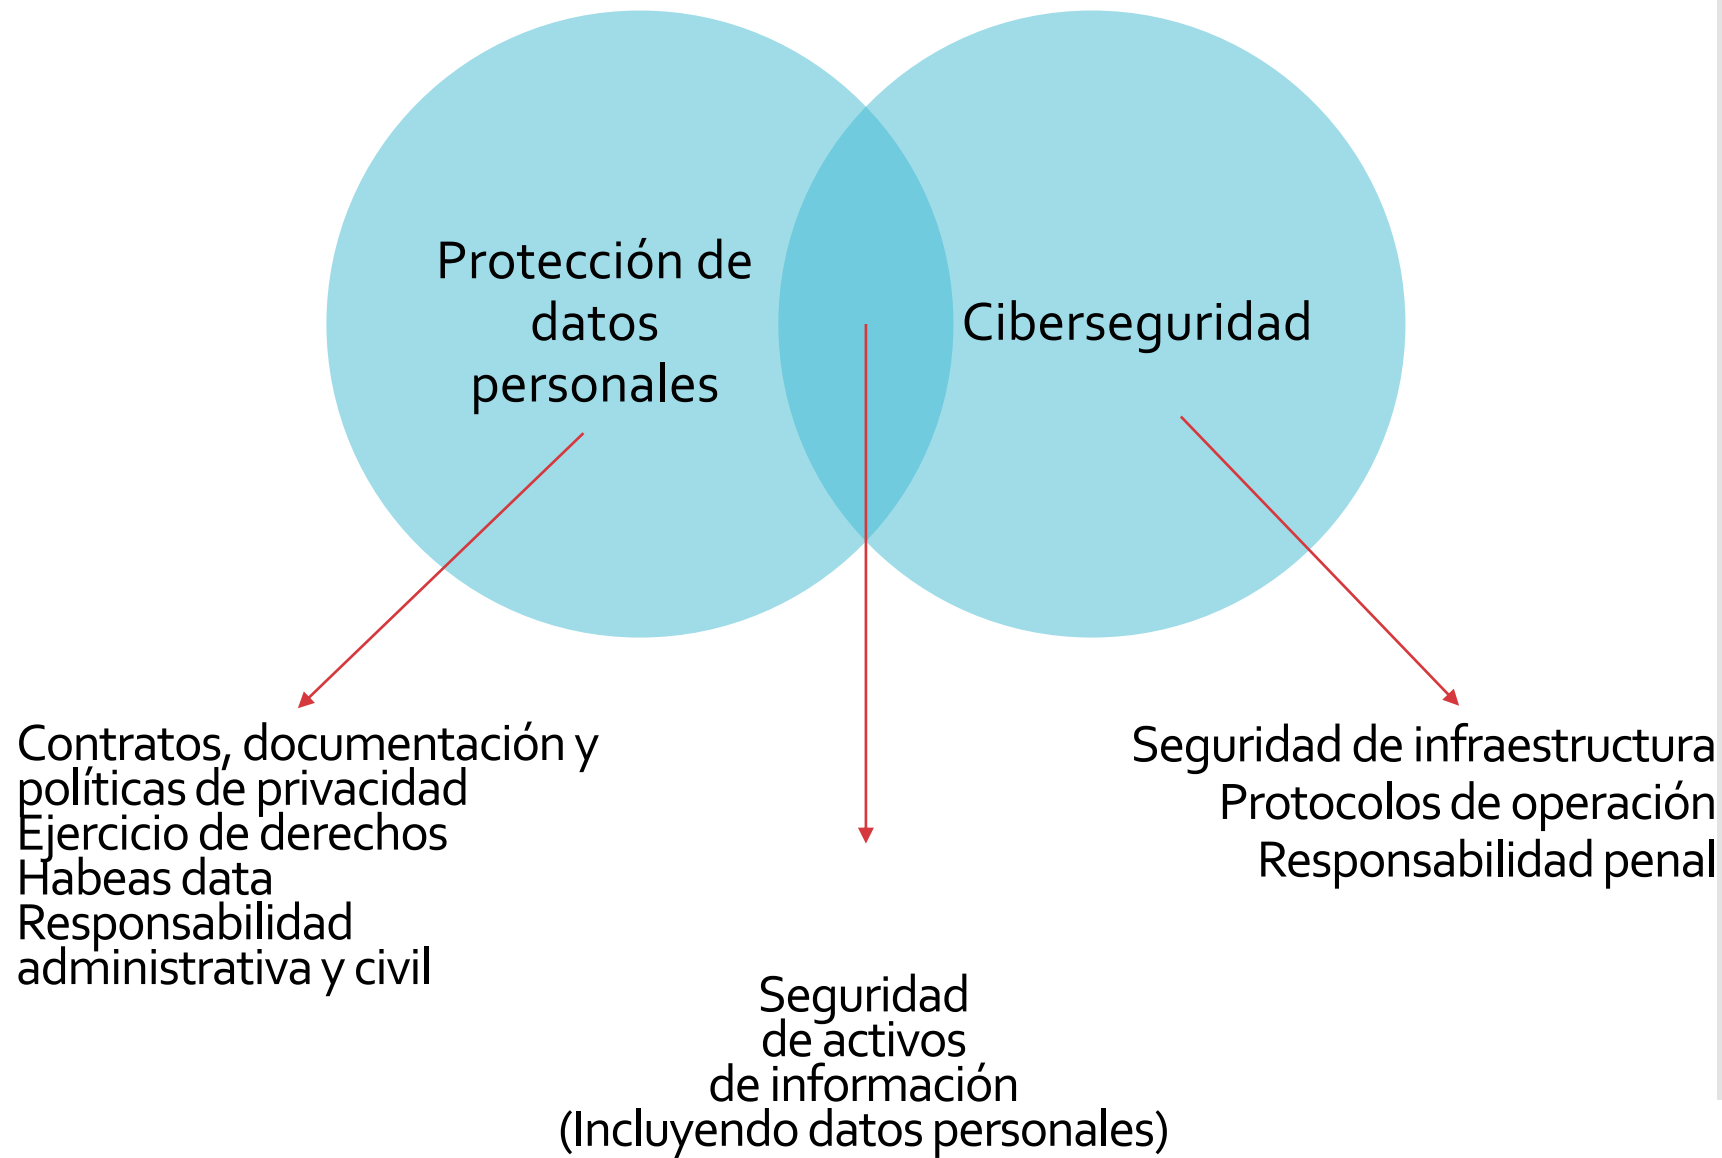 Protección de
datos
personales
Ciberseguridad
Contratos, documentación y
políticas de privacidad
Ejercicio de derechos
Habeas data
Responsabilidad
administrativa y civil
Seguridad de infraestructura
Protocolos de operación
Responsabilidad penal
Seguridad
de activos
de información
(Incluyendo datos personales)